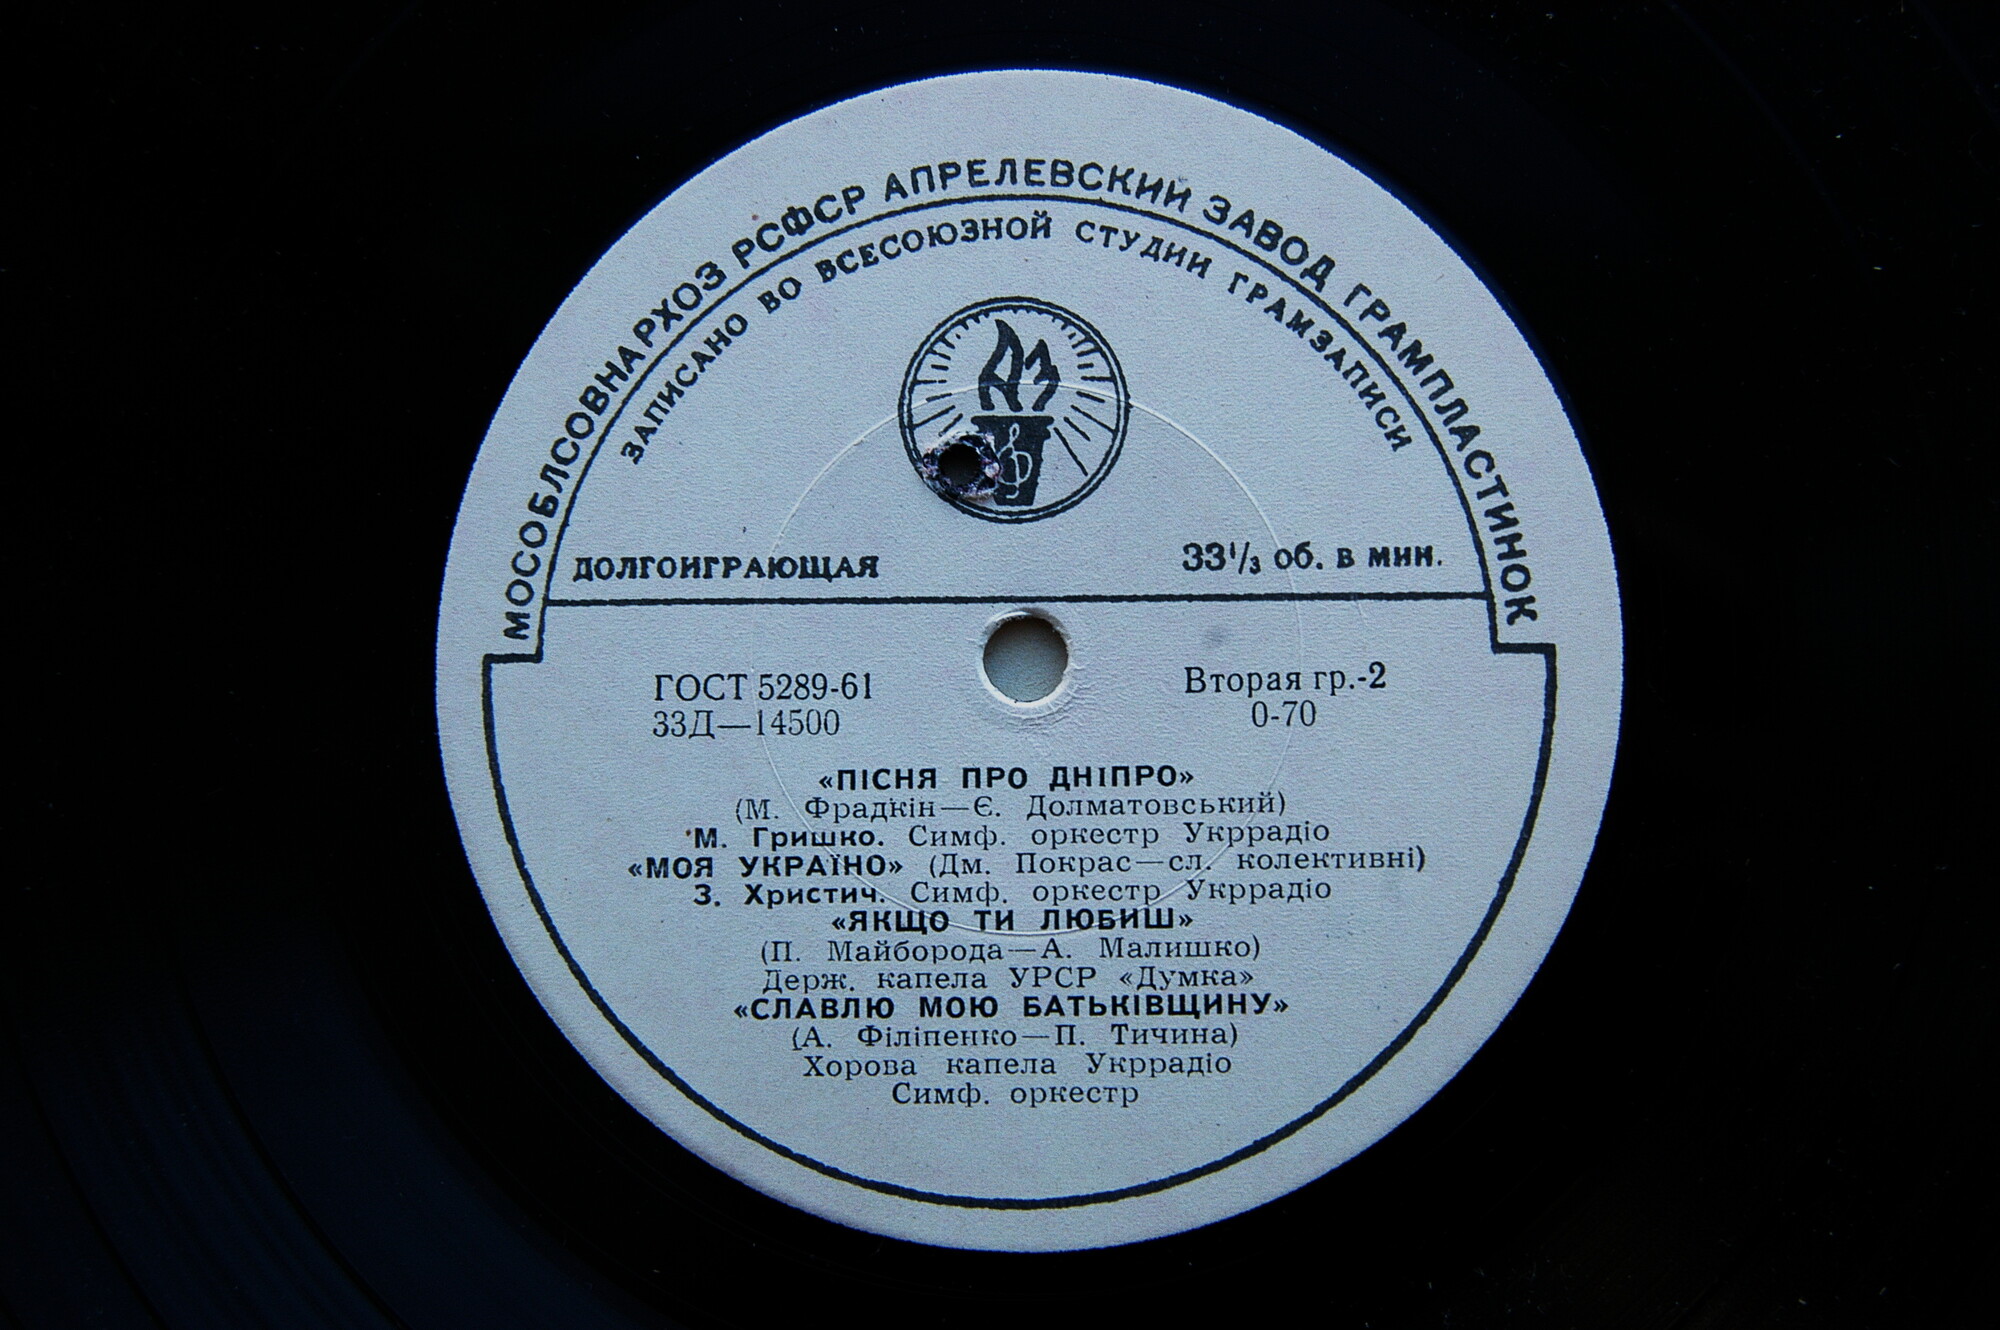 МОСОБЛСОВНАРХОЗ РСФСР АПРЕЛЕВСКИЙ ЗАВОД ГРАМПЛАСТИНОК
ЗАПИСАНО ВО ВСЕСОЮЗНОЙ СТУДИИ ГРАМЗАПИСИ
АЗ
ДОЛГОИГРАЮЩАЯ
33⅓ об. в мин.
ГОСТ 5289-61
33Д—14500
Вторая гр.-2
0-70
«ПІСНЯ ПРО ДНІПРО»
(М. Фрадкін—Є. Долматовський)
М. Гришко. Симф. оркестр Укррадіо
«МОЯ УКРАЇНО» (Дм. Покрас—сл. колективні)
З. Христич. Симф. оркестр Укррадіо
«ЯКЩО ТИ ЛЮБИШ»
(П. Майборода—А. Малишко)
Держ. капела УРСР «Думка»
«СЛАВЛЮ МОЮ БАТЬКІВЩИНУ»
(А. Філіпенко—П. Тичина)
Хорова капела Укррадіо
Симф. оркестр